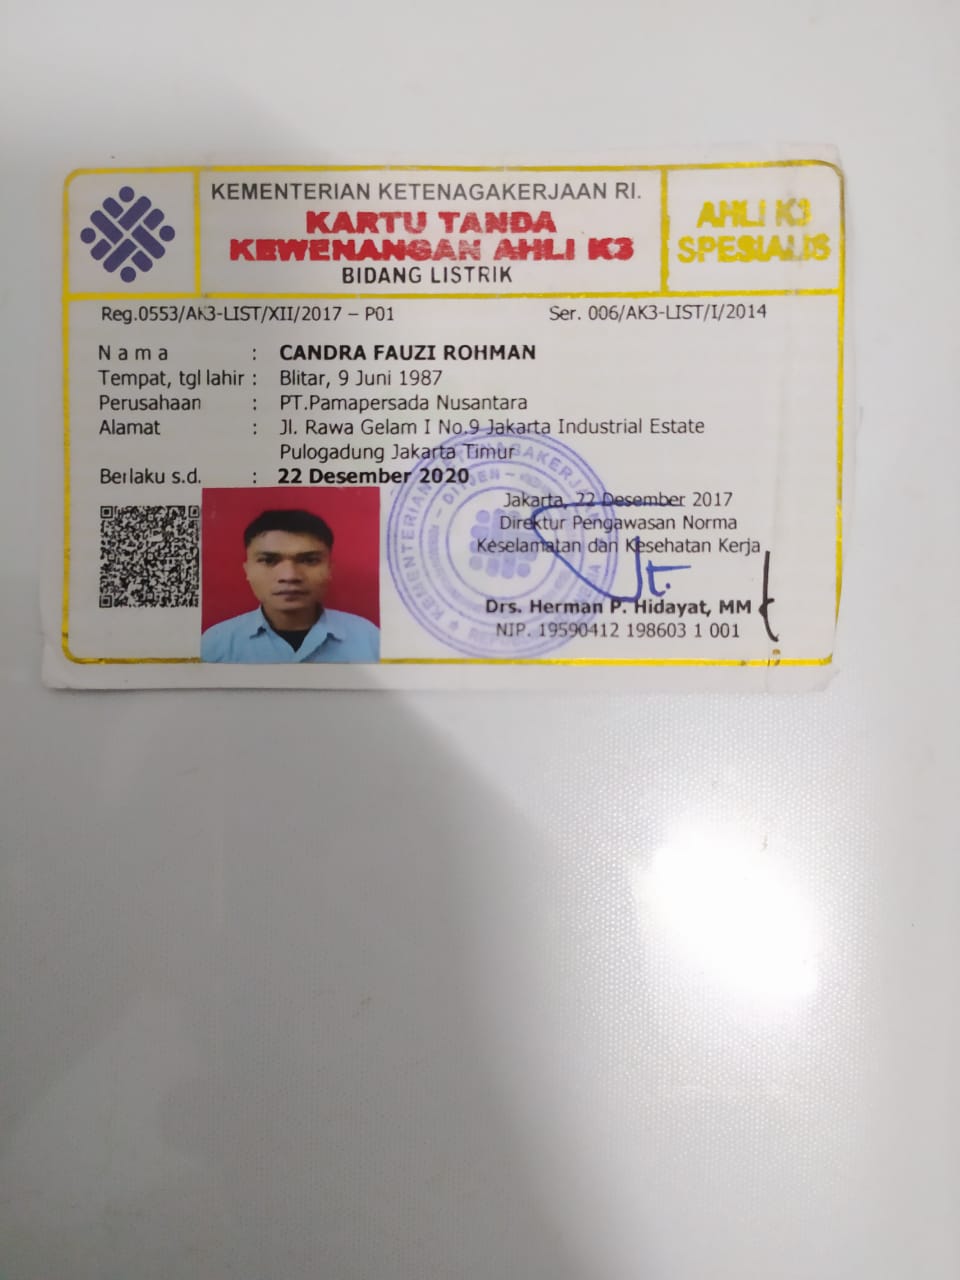 KEMENTERIAN KETENAGAKERJAAN RI.
KARTU TANDA
KEWENANGAN AHLI K3
BIDANG LISTRIK
AHLI K3
SPESIALIS
Reg.0553/AK3-LIST/XII/2017 – P01
Ser. 006/AK3-LIST/I/2014
N a m a : CANDRA FAUZI ROHMAN
Tempat, tgl lahir : Blitar, 9 Juni 1987
Perusahaan : PT.Pamapersada Nusantara
Alamat : Jl. Rawa Gelam I No.9 Jakarta Industrial Estate
Pulogadung Jakarta Timur
Berlaku s.d. : 22 Desember 2020
Jakarta, 22 Desember 2017
Direktur Pengawasan Norma
Keselamatan dan Kesehatan Kerja
Drs. Herman P. Hidayat, MM
NIP. 19590412 198603 1 001
KEMENTERIAN KETENAGAKERJA
DITJEN